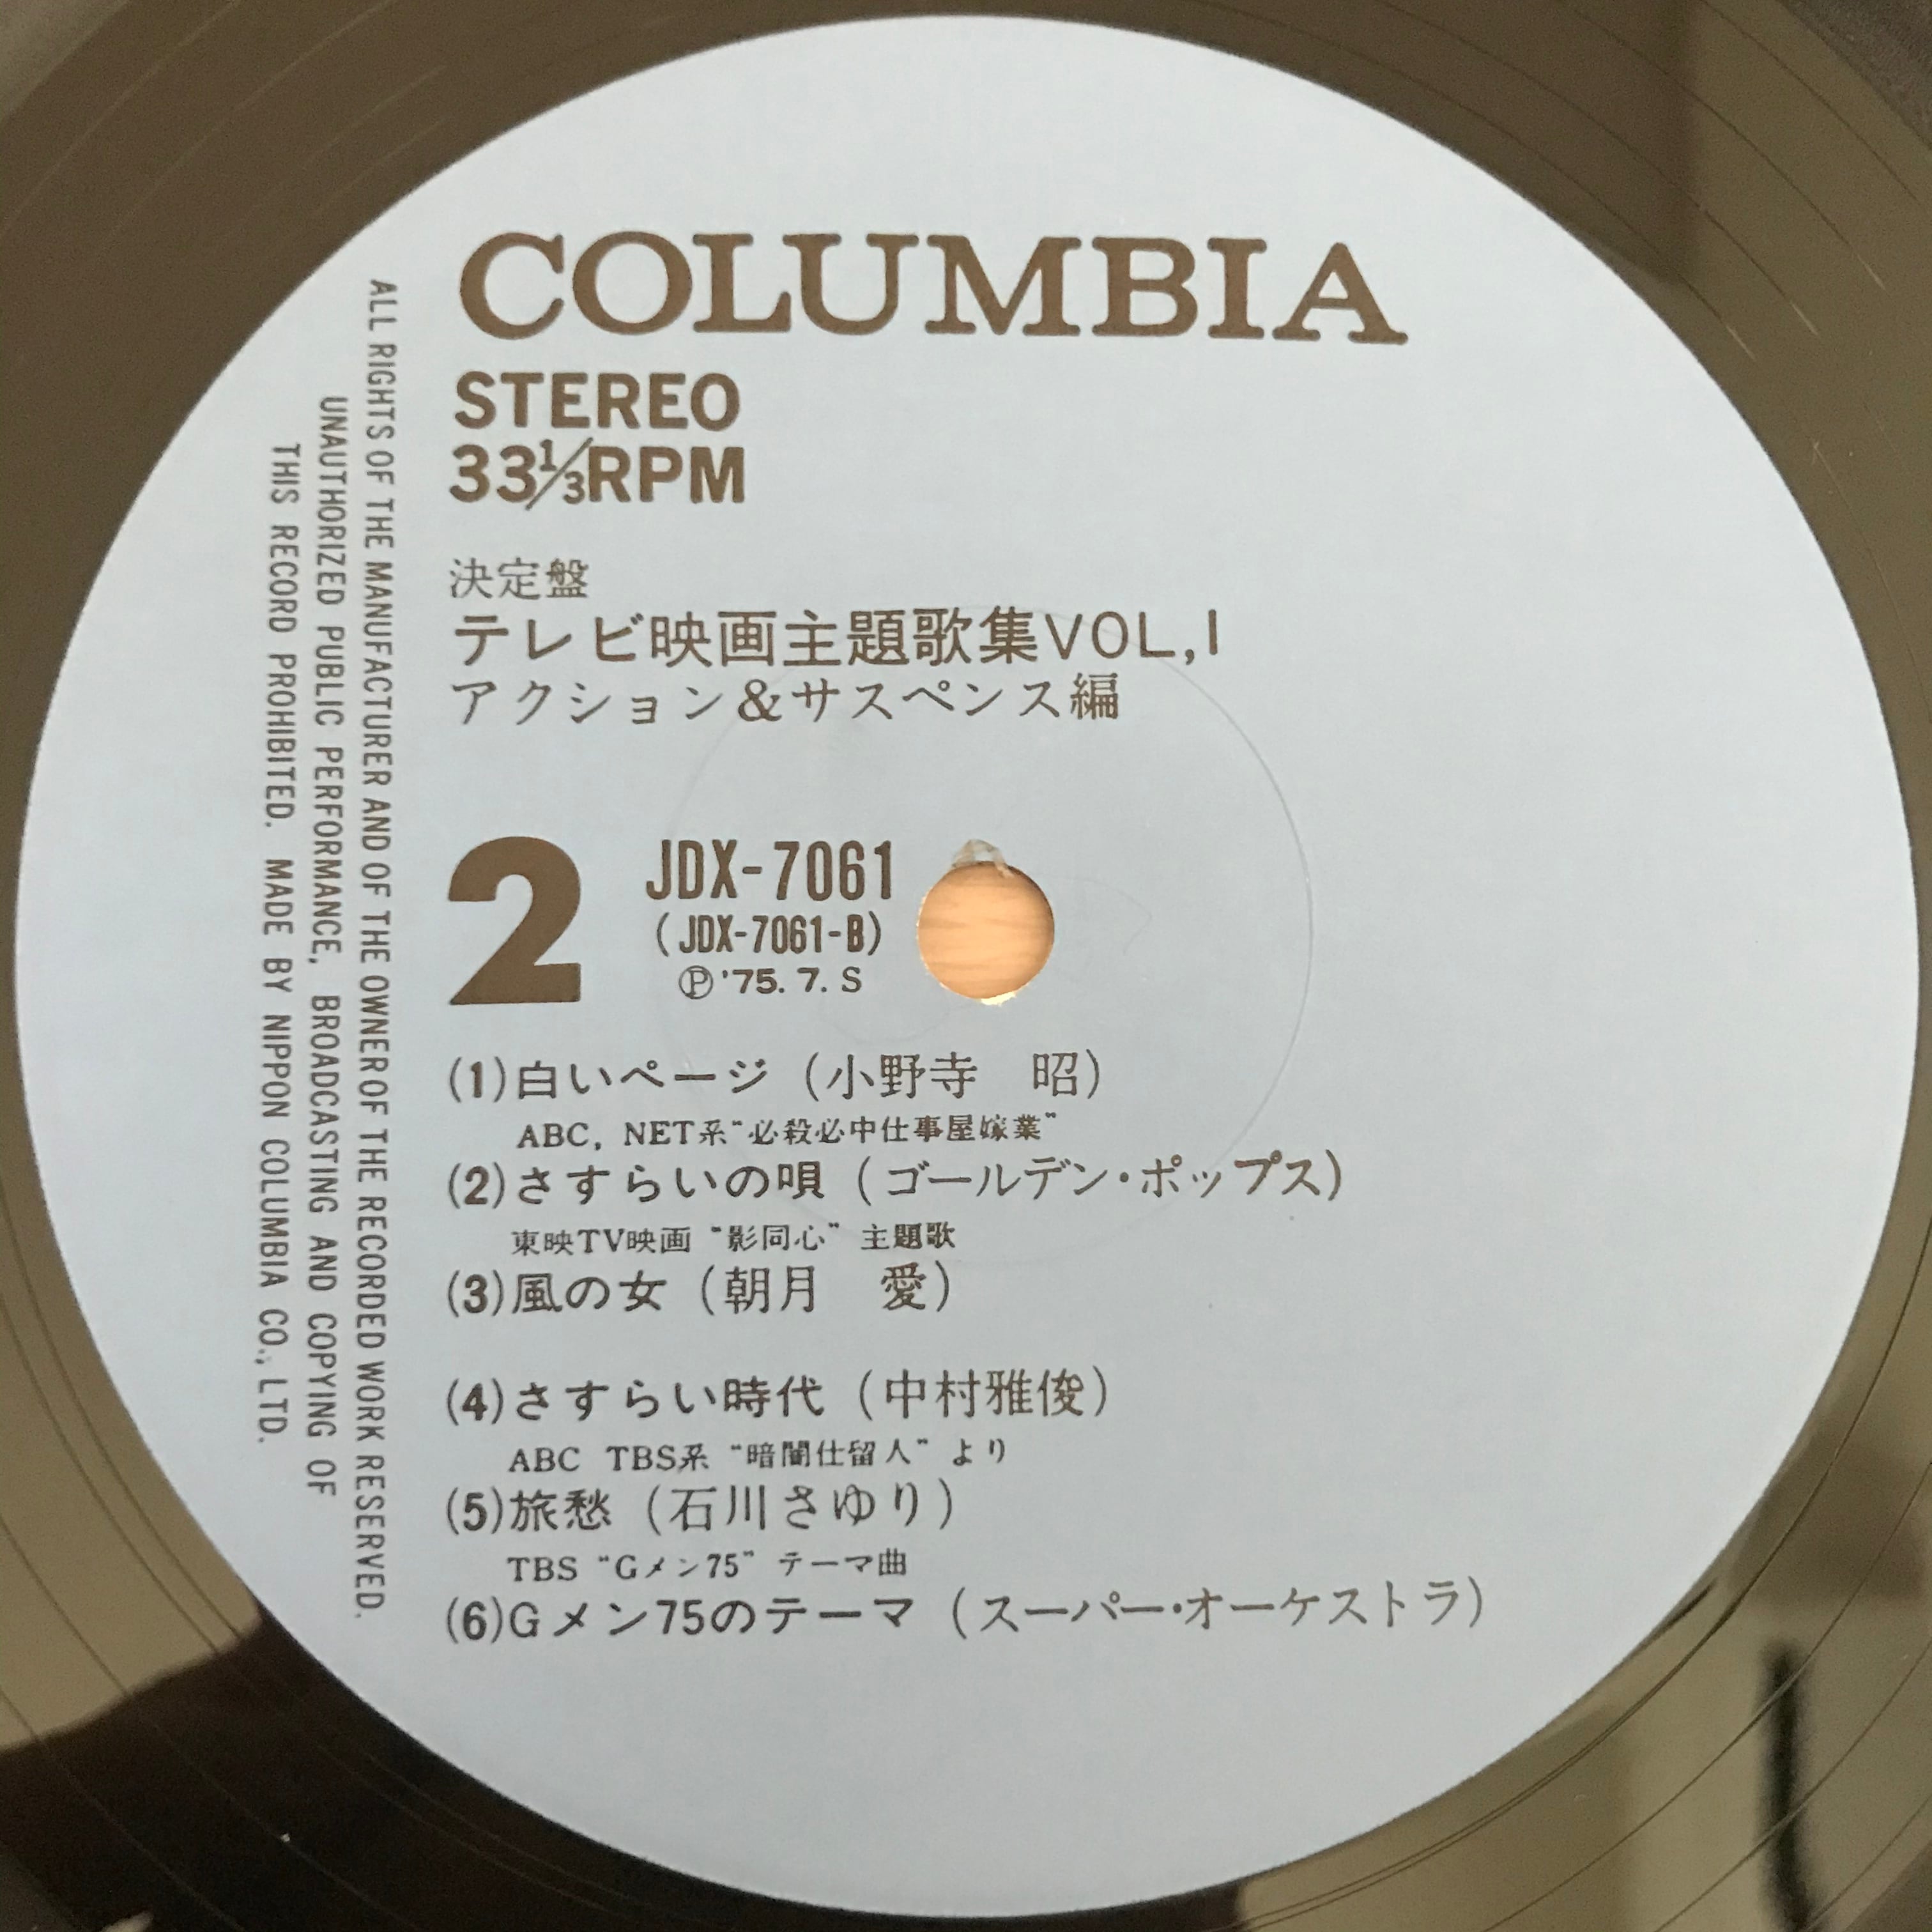 COLUMBIA
STEREO
33⅓RPM
決定盤
テレビ映画主題歌集VOL,1
アクション&サスペンス編
2
JDX-7061
(JDX-7061-B)
Ⓟ'75.7.S
(1)白いページ(小野寺 昭)
ABC, NET系"必殺必中仕事屋嫁業"
(2)さすらいの唄(ゴールデン・ポップス)
東映TV映画 "影同心" 主題歌
(3)風の女(朝月 愛)
(4)さすらい時代(中村雅俊)
ABC TBS系 "暗闇仕留人" より
(5)旅愁(石川さゆり)
TBS "Gメン75" テーマ曲
(6)Gメン75のテーマ(スーパー・オーケストラ)
ALL RIGHTS OF THE MANUFACTURER AND OF THE OWNER OF THE RECORDED WORK RESERVED.
UNAUTHORIZED PUBLIC PERFORMANCE, BROADCASTING AND COPYING OF
THIS RECORD PROHIBITED. MADE BY NIPPON COLUMBIA CO., LTD.